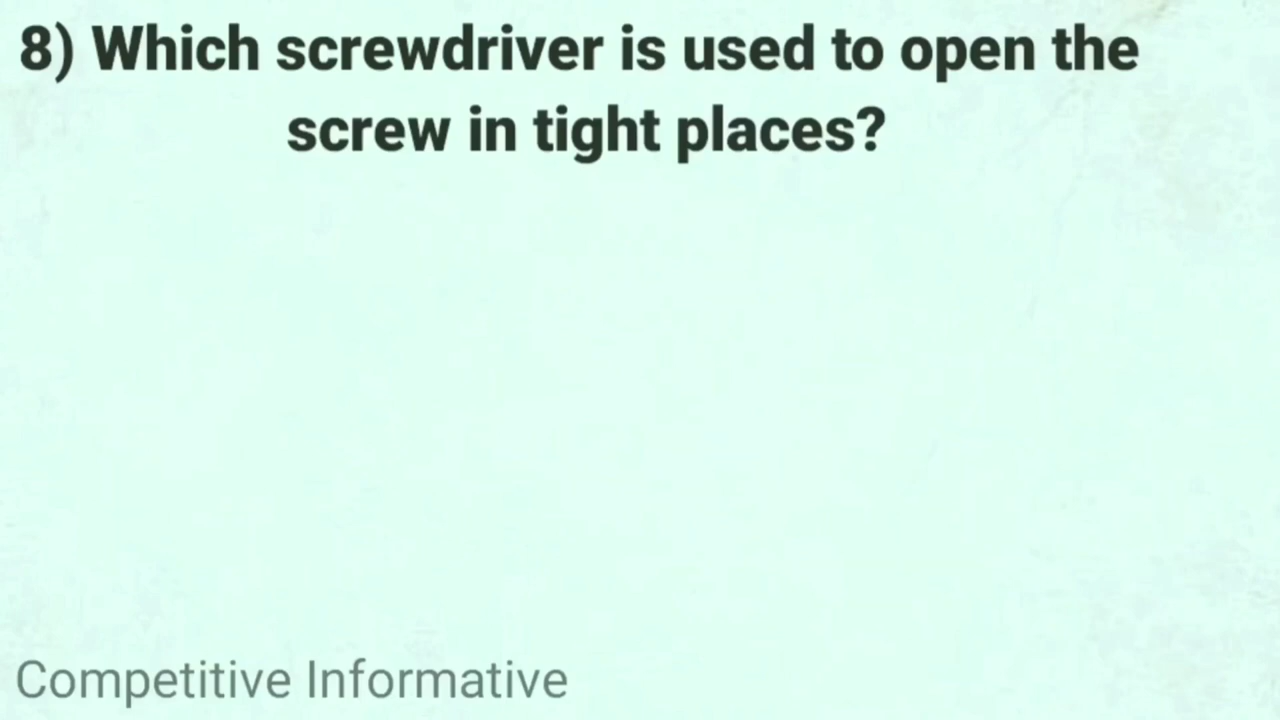 8) Which screwdriver is used to open the
screw in tight places?
Competitive Informative